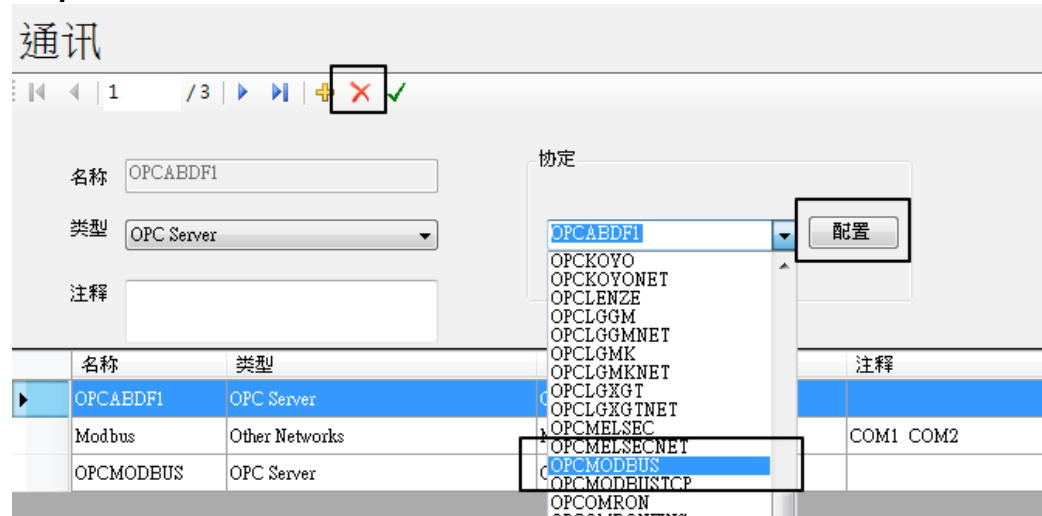 通讯
1 /3
名称 OPCABDF1
类型 OPC Server
注释
协定
OPCABDF1 配置
OPCKOYO
OPCKOYONET
OPCLENZE
OPCLGGM
OPCLGGMNET
OPCLGMK
OPCLGMKNET
OPCLGXGT
OPCLGXGTNET
OPCMELSEC
OPCMELSECNET
OPCMODBUS
OPCMODBUSTCP
OPCOMRON
名称 类型 注释
OPCABDF1 OPC Server
Modbus Other Networks COM1 COM2
OPCMODBUS OPC Server